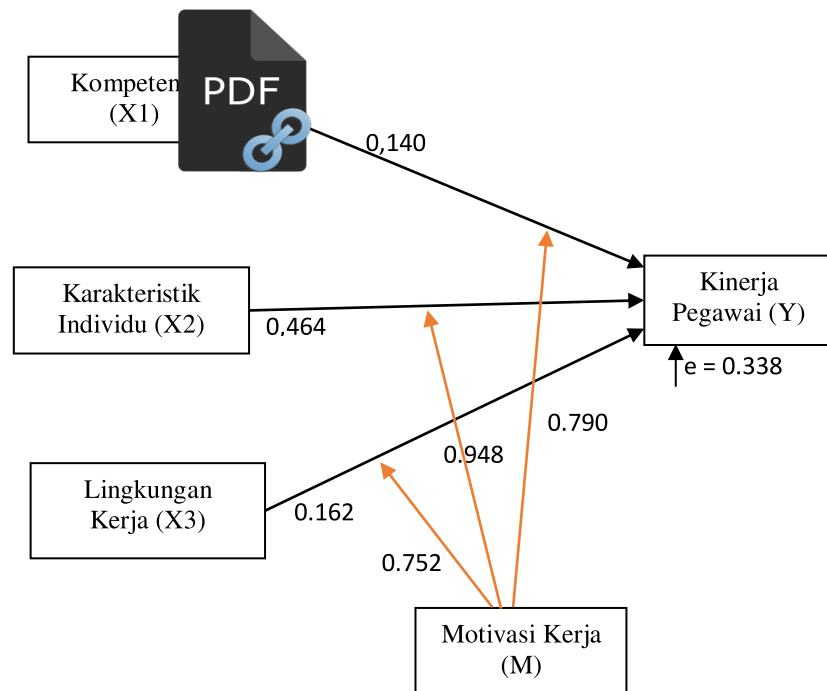 (X1)
PDF
0,140
Karakteristik
Individu (X2)
0,464
Kinerja
Pegawai (Y)
e = 0.338
0.790
0.948
Lingkungan
Kerja (X3)
0.162
0.752
Motivasi Kerja
(M)